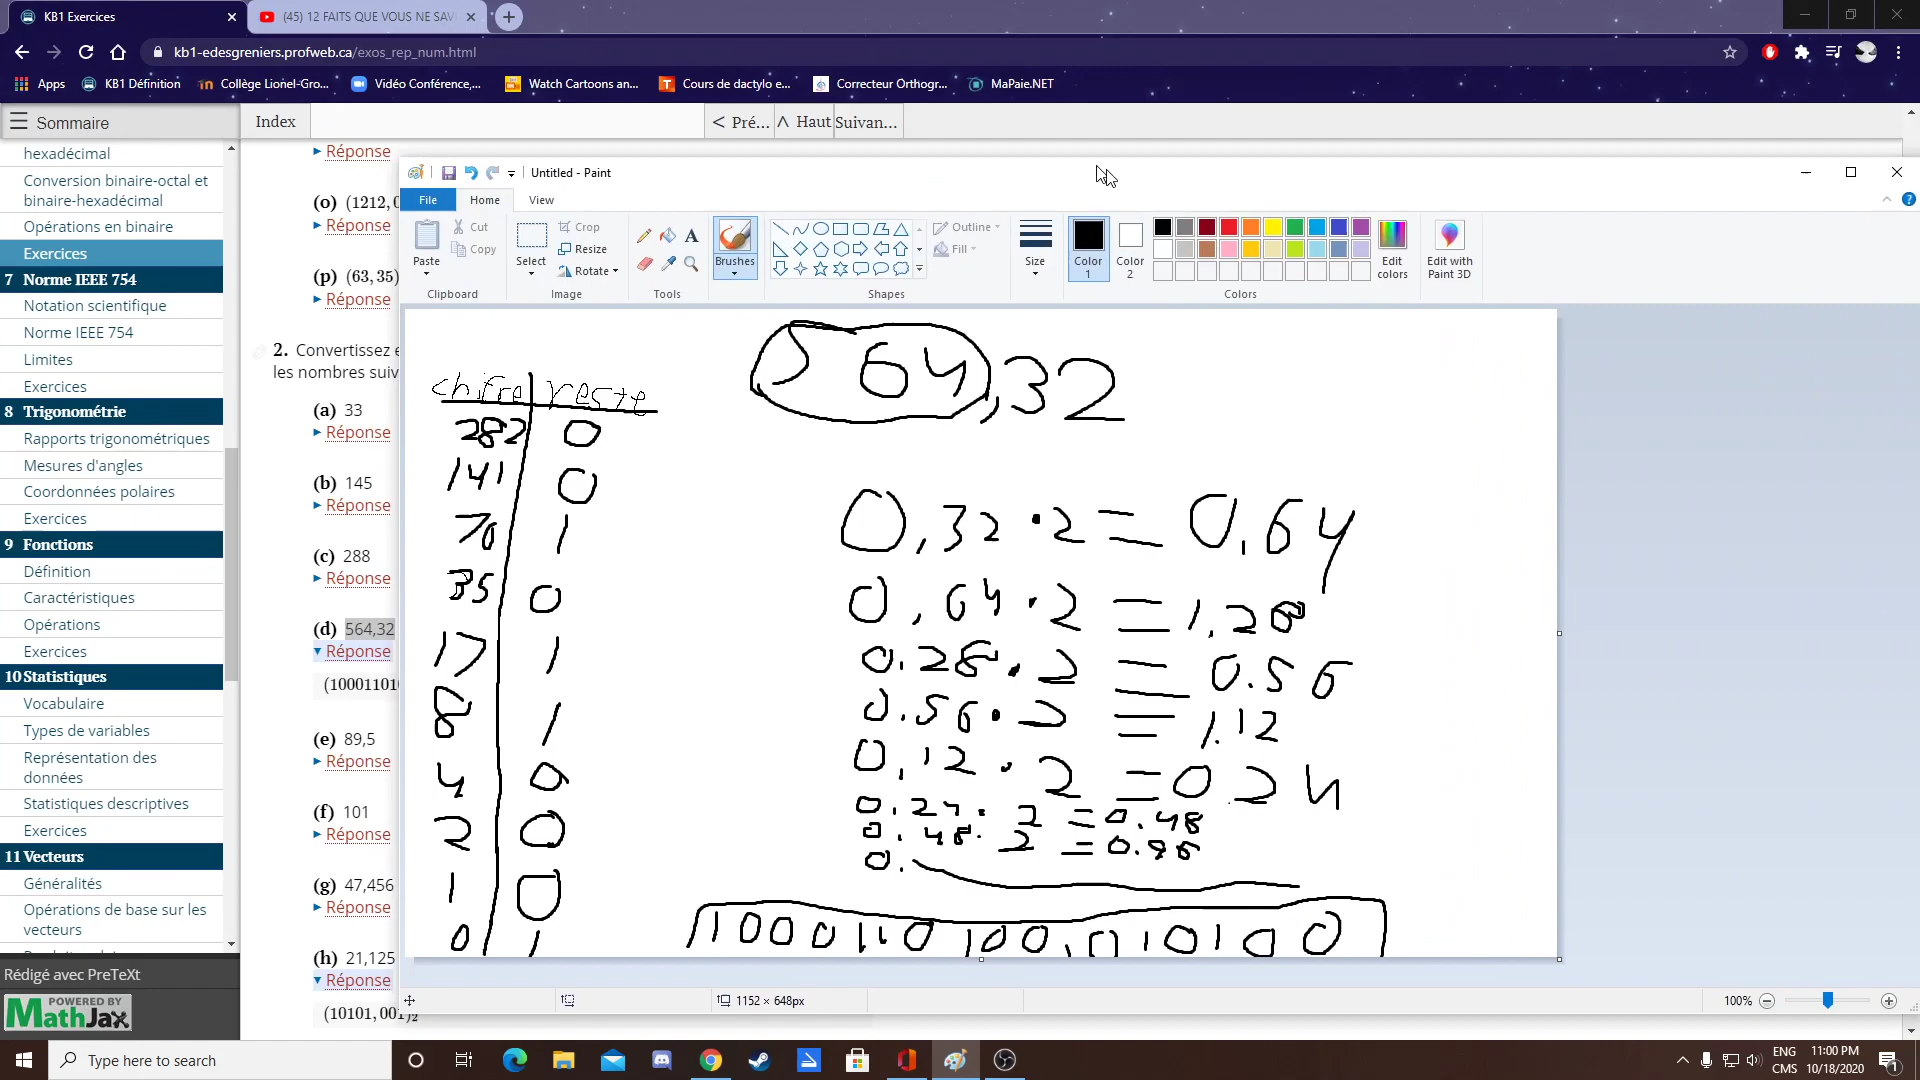 KB1 Exercices
(45) 12 FAITS QUE VOUS NE SAV
kb1-edesgreniers.profweb.ca/exos_rep_num.html
Apps
KB1 Définition
Collège Lionel-Gro...
Vidéo Conférence,...
Watch Cartoons an...
Cours de dactylo e...
Correcteur Orthogr...
MaPaie.NET
Sommaire
Index
< Pré...
Haut
Suivan...
hexadécimal
Conversion binaire-octal et
binaire-hexadécimal
Opérations en binaire
Exercices
7 Norme IEEE 754
Notation scientifique
Norme IEEE 754
Limites
Exercices
8 Trigonométrie
Rapports trigonométriques
Mesures d'angles
Coordonnées polaires
Exercices
9 Fonctions
Définition
Caractéristiques
Opérations
Exercices
10 Statistiques
Vocabulaire
Types de variables
Représentation des
données
Statistiques descriptives
Exercices
11 Vecteurs
Généralités
Opérations de base sur les
vecteurs
Rédigé avec PreTeXt
POWERED BY
MathJax
Réponse
(o) (1212,0
Réponse
(p) (63,35)
Réponse
2. Convertissez e
les nombres suiv
(a) 33
Réponse
(b) 145
Réponse
(c) 288
Réponse
(d) 564,32
Réponse
(100011010
(e) 89,5
Réponse
(f) 101
Réponse
(g) 47,456
Réponse
(h) 21,125
Réponse
(10101,001)₂
Untitled - Paint
File
Home
View
Paste
Cut
Copy
Clipboard
Select
Crop
Resize
Rotate
Image
A
Tools
Brushes
Shapes
Outline
Fill
Size
Color
1
Color
2
Edit
colors
Edit with
Paint 3D
Colors
564,32
chifre reste
282 0
141 0
70 1
35 0
17 1
8 1
4 0
2 0
1 0
0 1
0,32 · 2 = 0,64
0,64 · 2 = 1,28
0.28 · 2 = 0.56
0.56 · 2 = 1.12
0,12 · 2 = 0.24
0.24 · 2 = 0.48
0.48 · 2 = 0.96
0.
1000110100,0101000
1152 × 648px
100%
Type here to search
ENG
CMS
11:00 PM
10/18/2020
1